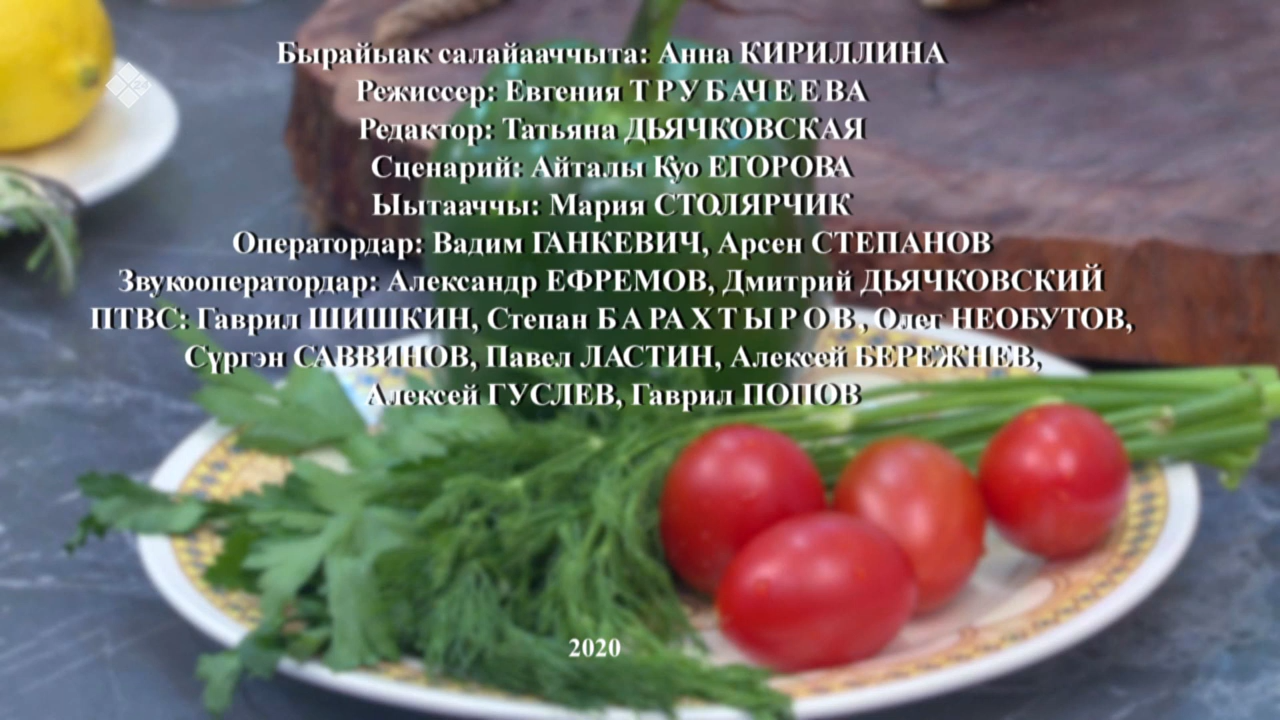 Бырайыак салайааччыта: Анна КИРИЛЛИНА
Режиссер: Евгения ТРУБАЧЕЕВА
Редактор: Татьяна ДЬЯЧКОВСКАЯ
Сценарий: Айталы Куо ЕГОРОВА
Ыытааччы: Мария СТОЛЯРЧИК
Оператордар: Вадим ГАНКЕВИЧ, Арсен СТЕПАНОВ
Звукооператордар: Александр ЕФРЕМОВ, Дмитрий ДЬЯЧКОВСКИЙ
ПТВС: Гаврил ШИШКИН, Степан БАРАХТЫРОВ, Олег НЕОБУТОВ,
Сүргэн САВВИНОВ, Павел ЛАСТИН, Алексей БЕРЕЖНЕВ,
Алексей ГУСЛЕВ, Гаврил ПОПОВ
2020